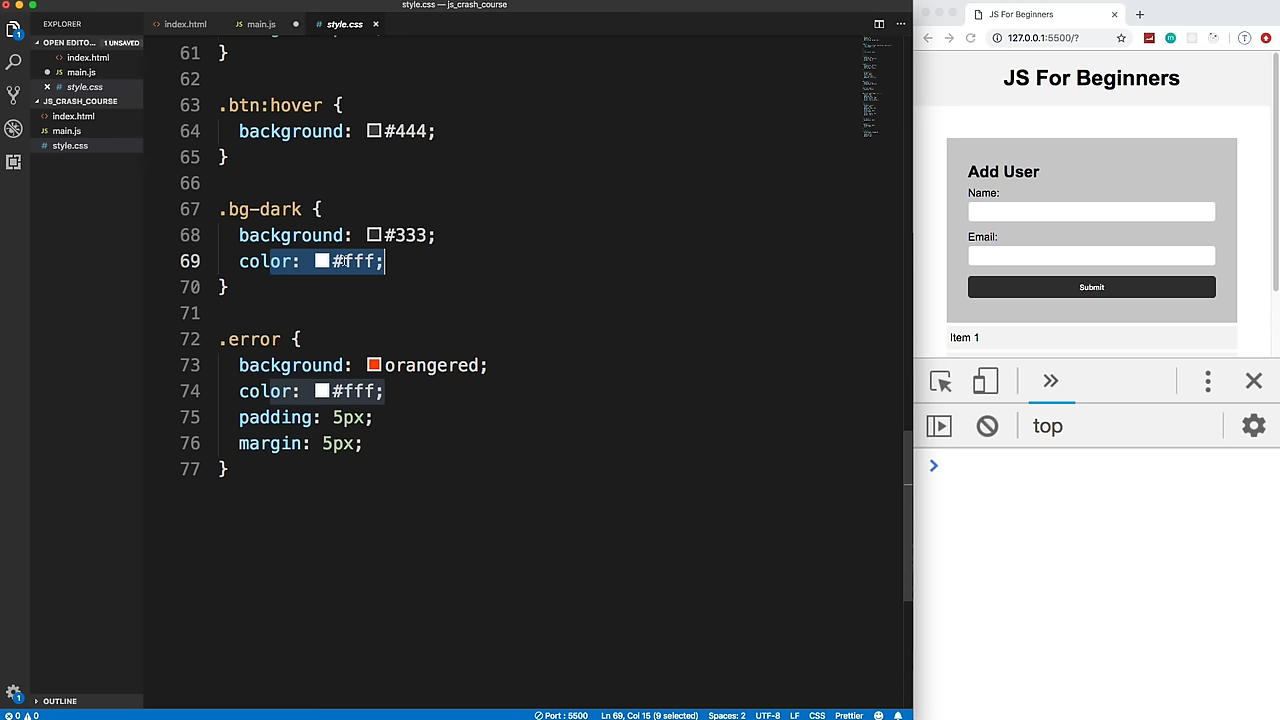 style.css — js_crash_course
EXPLORER
OPEN EDITO... 1 UNSAVED
index.html
main.js
style.css
JS_CRASH_COURSE
index.html
main.js
style.css
OUTLINE
index.html
main.js
style.css
61 }
62
63 .btn:hover {
64 background: #444;
65 }
66
67 .bg-dark {
68 background: #333;
69 color: #fff;
70 }
71
72 .error {
73 background: orangered;
74 color: #fff;
75 padding: 5px;
76 margin: 5px;
77 }
0 0 Port : 5500 Ln 69, Col 15 (9 selected) Spaces: 2 UTF-8 LF CSS Prettier
JS For Beginners
127.0.0.1:5500/?
JS For Beginners
Add User
Name:
Email:
Submit
Item 1
top